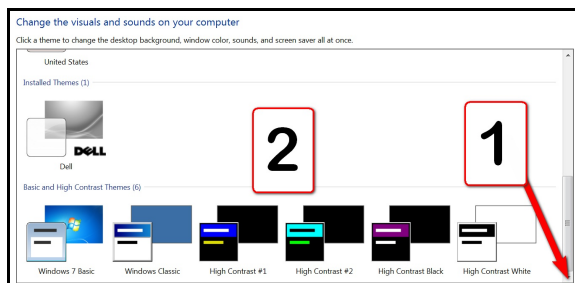 Change the visuals and sounds on your computer
Click a theme to change the desktop background, window color, sounds, and screen saver all at once.
United States
Installed Themes (1)
DELL
Dell
2
1
Basic and High Contrast Themes (6)
Windows 7 Basic
Windows Classic
High Contrast #1
High Contrast #2
High Contrast Black
High Contrast White